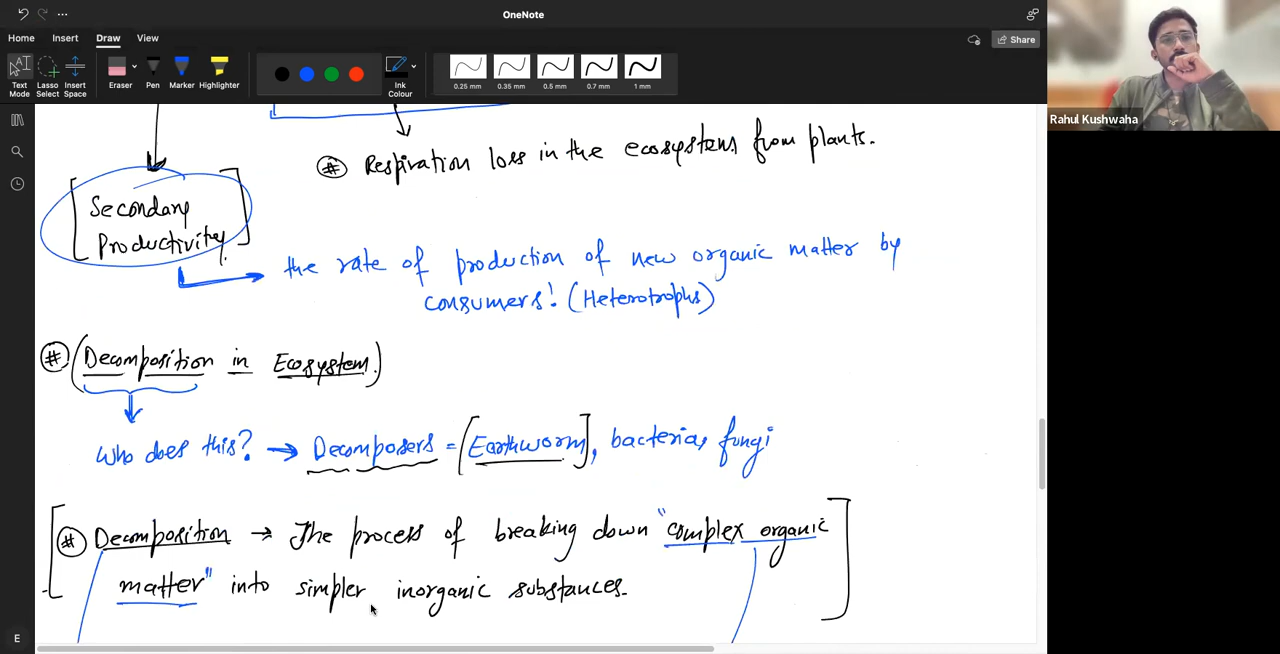 OneNote
Home Insert Draw View
Share
Text Mode
Lasso Select
Insert Space
Eraser
Pen
Marker
Highlighter
Ink Colour
0.25 mm 0.35 mm 0.5 mm 0.7 mm 1 mm
Rahul Kushwaha
# Respiration loss in the ecosystem from plants.
[Secondary
Productivity.]
the rate of production of new organic matter by
consumers! (Heterotrophs)
# (Decomposition in Ecosystem.)
Who does this? → Decomposers = [Earthworm], bacteria, fungi
# Decomposition → The process of breaking down "complex organic
matter" into simpler inorganic substances.
E